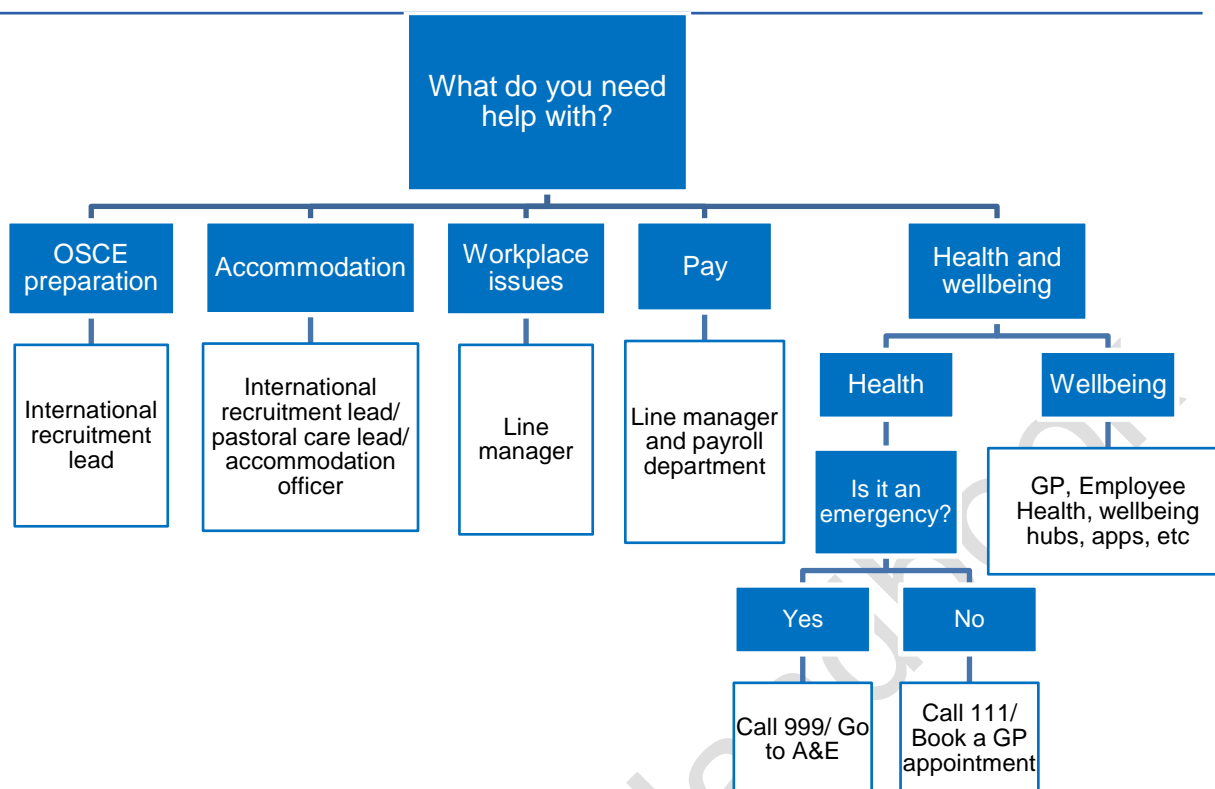 What do you need
help with?
OSCE
preparation
Accommodation
Workplace
issues
Pay
Health and
wellbeing
International
recruitment
lead
International
recruitment lead/
pastoral care lead/
accommodation
officer
Line
manager
Line manager
and payroll
department
Health
Wellbeing
Is it an
emergency?
GP, Employee
Health, wellbeing
hubs, apps, etc
Yes
No
Call 999/ Go
to A&E
Call 111/
Book a GP
appointment